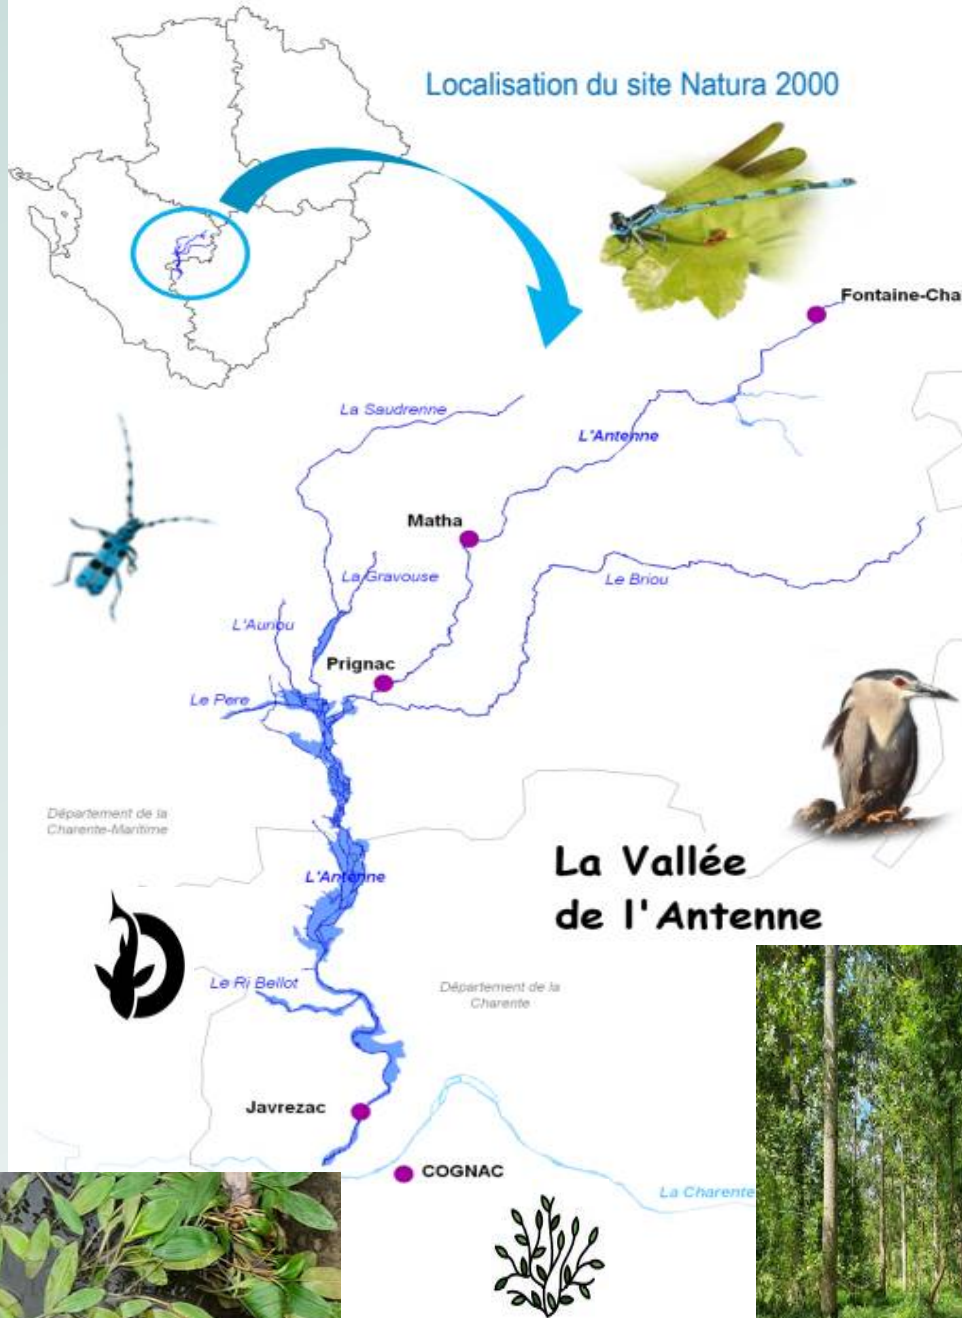 Localisation du site Natura 2000
Fontaine-Cha
La Saudrenne
L'Antenne
Matha
La Gravouse
Le Briou
L'Auriou
Prignac
Le Pere
Département de la
Charente-Maritime
La Vallée
de l'Antenne
L'Antenne
Le Ri Bellot
Département de la
Charente
Javrezac
COGNAC
La Charente